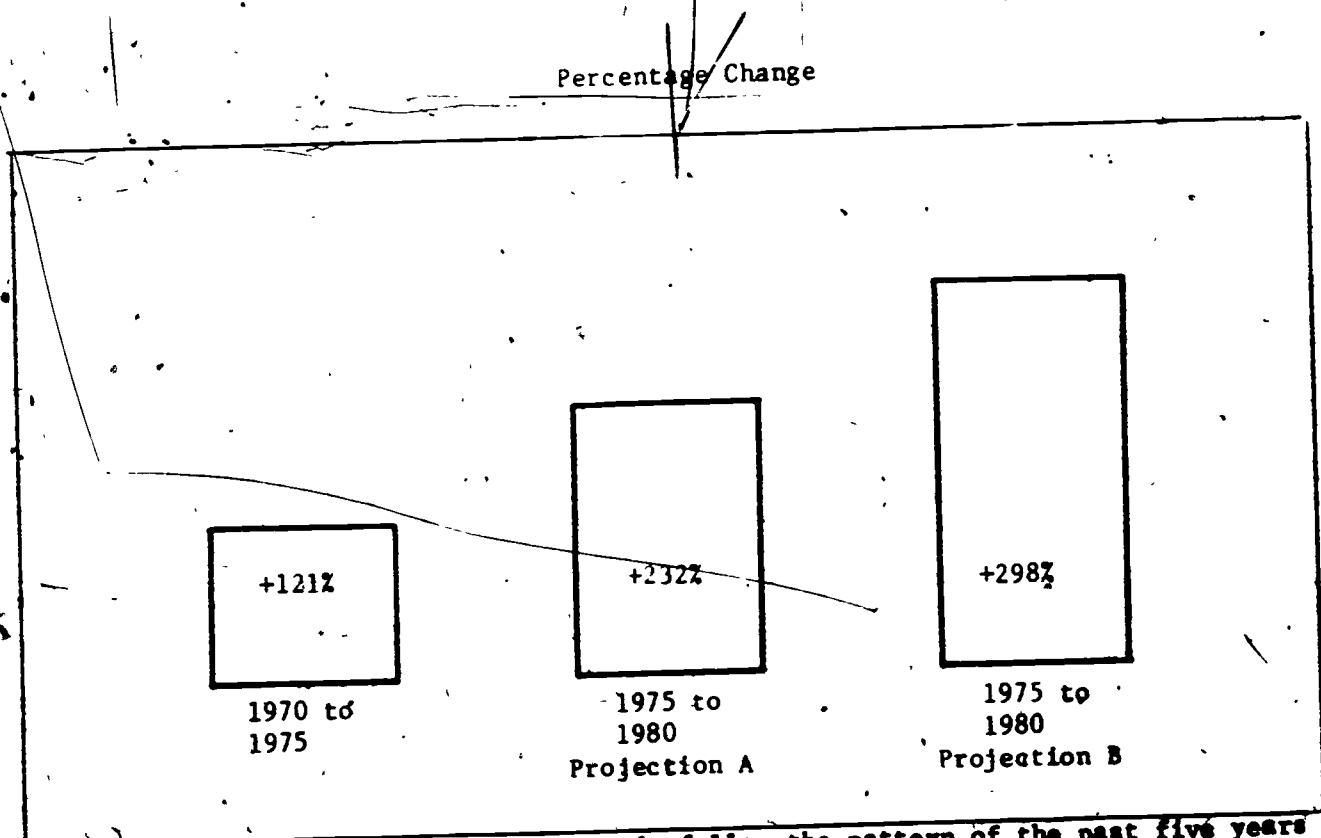 Percentage Change
+121%
+232%
+298%
1970 to
1975
1975 to
1980
Projection A
1975 to
1980
Projection B
follow the pattern of the past five years